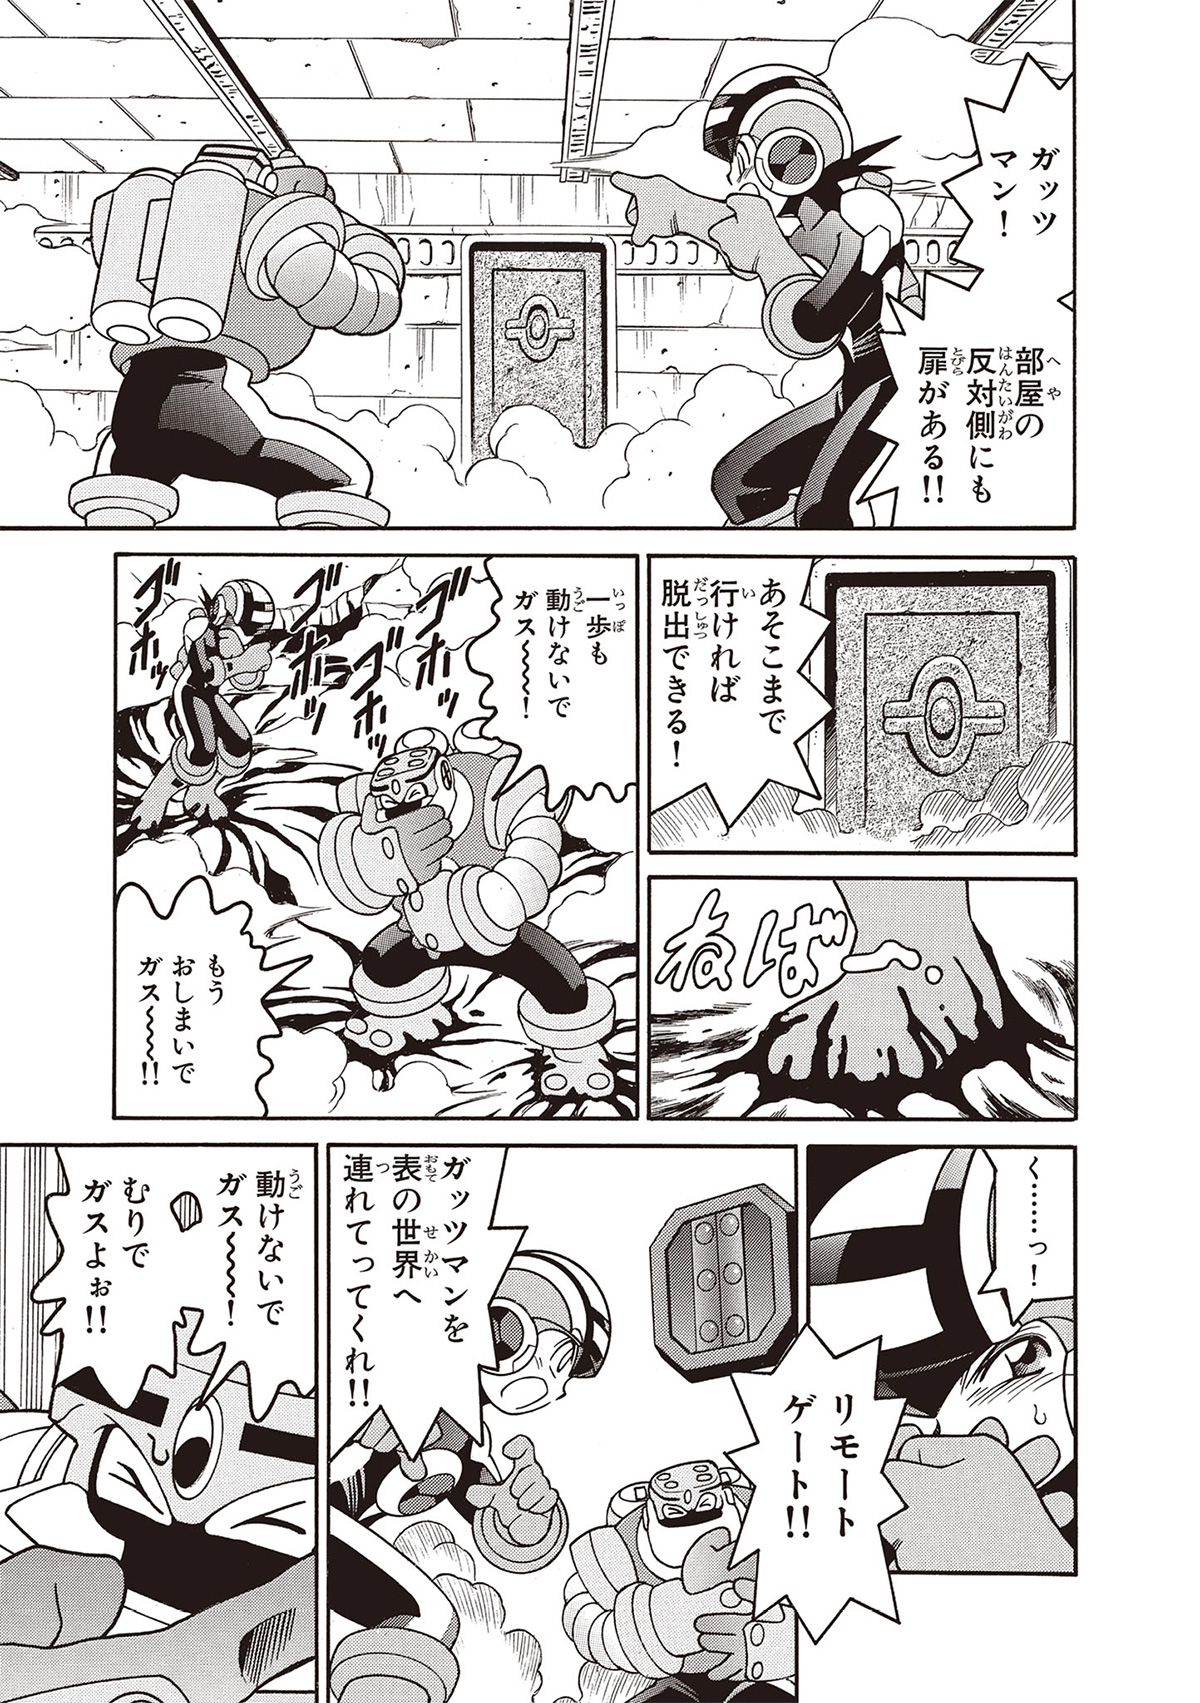 ガッツ
マン！
部屋の
反対側にも
扉がある!!
あそこまで
行ければ
脱出できる！
ねばー
一歩も
動けないで
ガス～～～！
ゴホッ
ゴホッ
ゴホッ
ゴホッ
もう
おしまいで
ガス～～～!!
く……っ！
リモート
ゲート!!
ガッツマンを
表の世界へ
連れてってくれ!!
動けないで
ガス～～～！
むりで
ガスよぉ!!